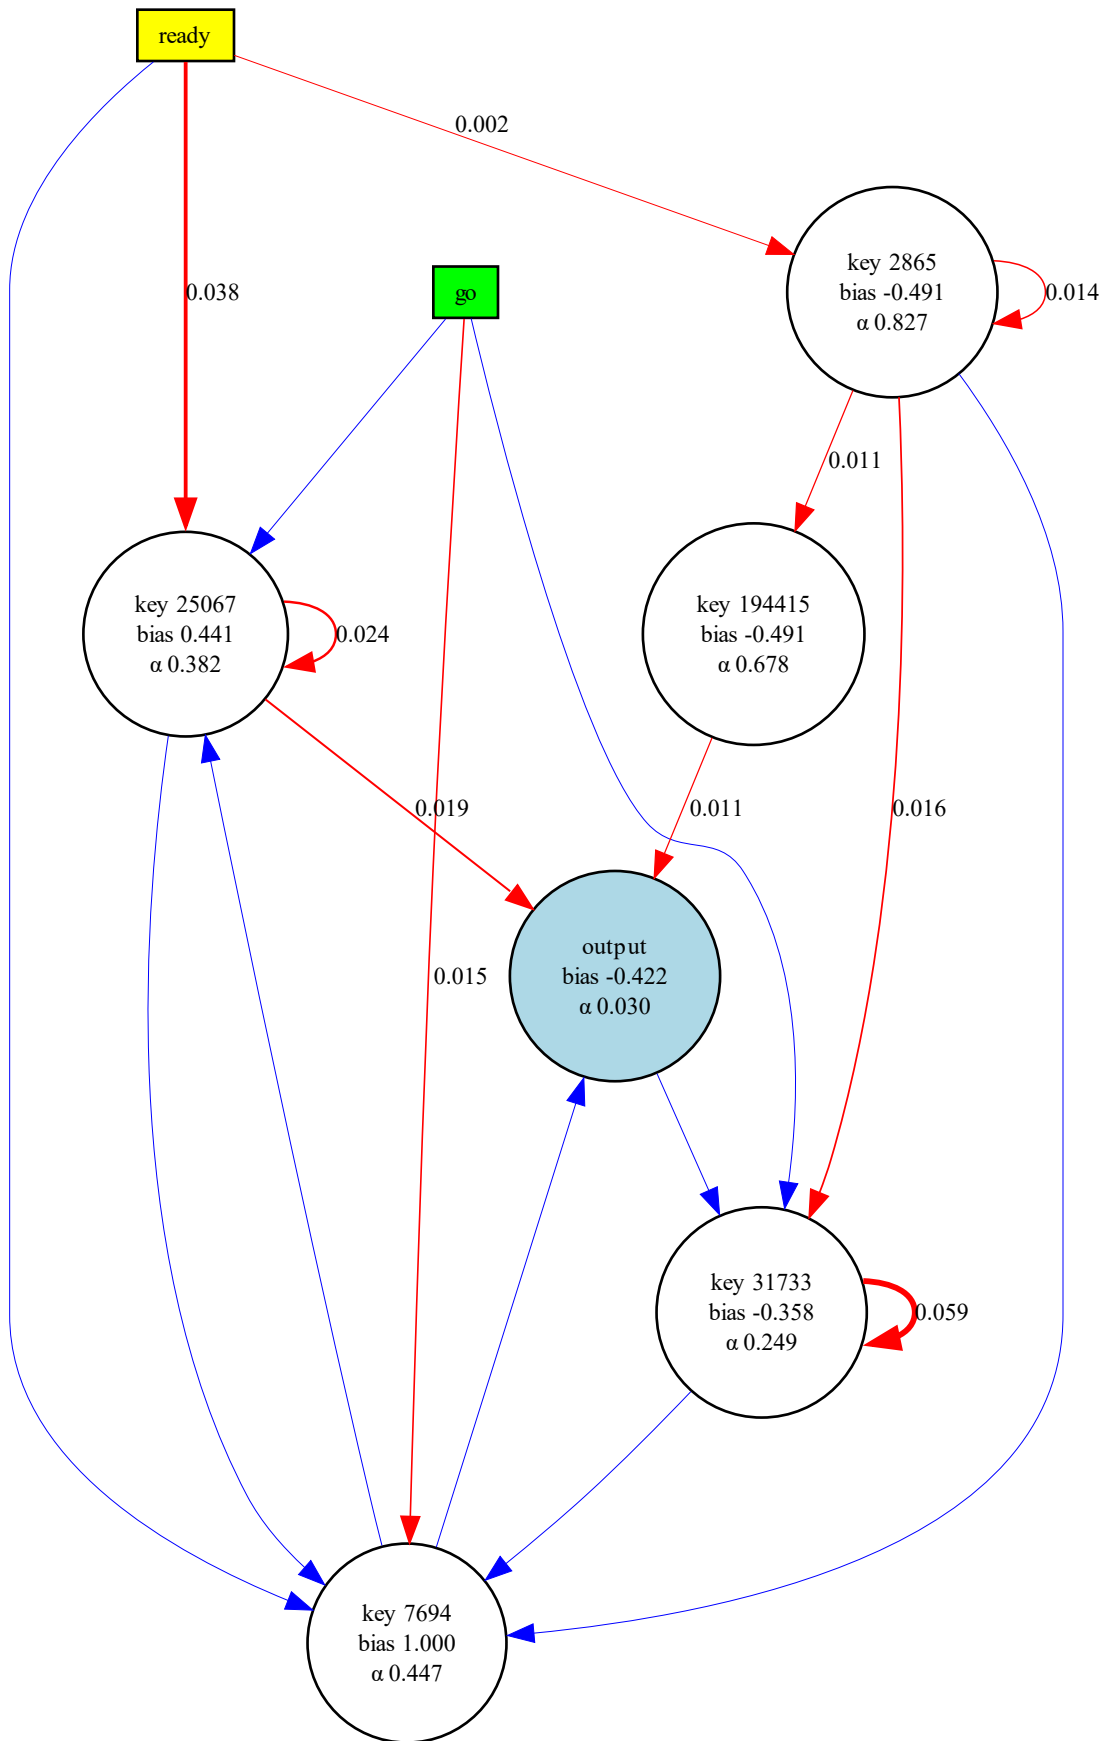 ready
0.002
key 2865
bias -0.491
α 0.827
0.014
0.038
go
0.011
key 25067
bias 0.441
α 0.382
0.024
key 194415
bias -0.491
α 0.678
0.019
0.011
0.016
output
bias -0.422
α 0.030
0.015
key 31733
bias -0.358
α 0.249
0.059
key 7694
bias 1.000
α 0.447